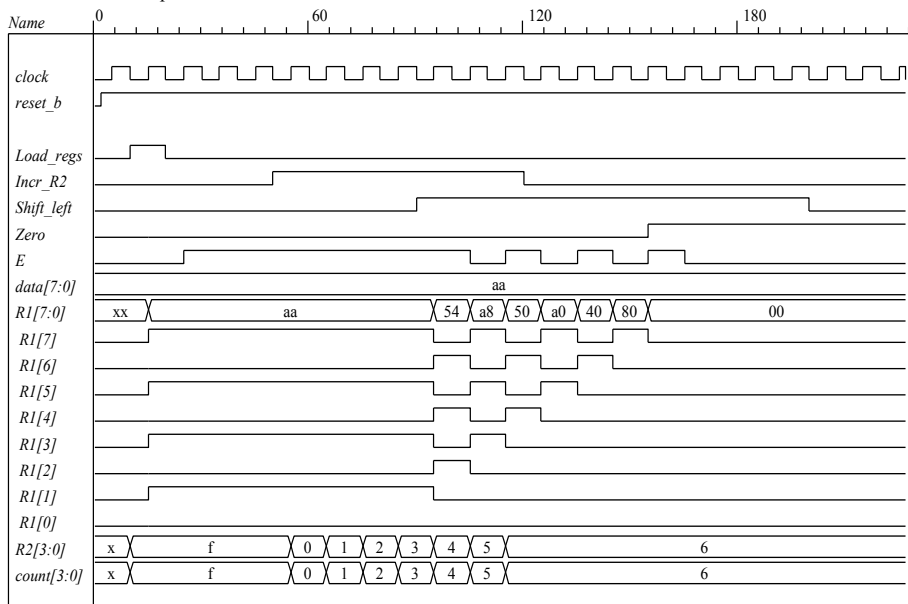 Name 0 60 120 180
clock
reset_b
Load_regs
Incr_R2
Shift_left
Zero
E
data[7:0] aa
R1[7:0] xx aa 54 a8 50 a0 40 80 00
R1[7]
R1[6]
R1[5]
R1[4]
R1[3]
R1[2]
R1[1]
R1[0]
R2[3:0] x f 0 1 2 3 4 5 6
count[3:0] x f 0 1 2 3 4 5 6